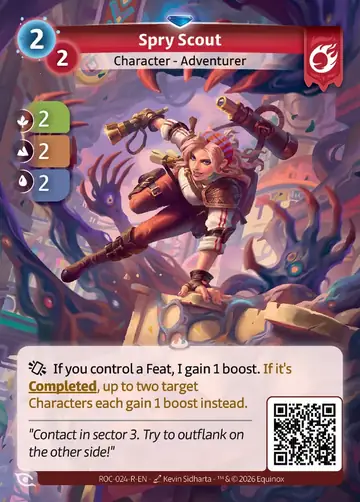 2
2
Spry Scout
Character - Adventurer
2
2
2
If you control a Feat, I gain 1 boost. If it's
Completed, up to two target
Characters each gain 1 boost instead.
"Contact in sector 3. Try to outflank on
the other side!"
ROC-024-R-EN - Kevin Sidharta - ™ & © 2026 Equinox